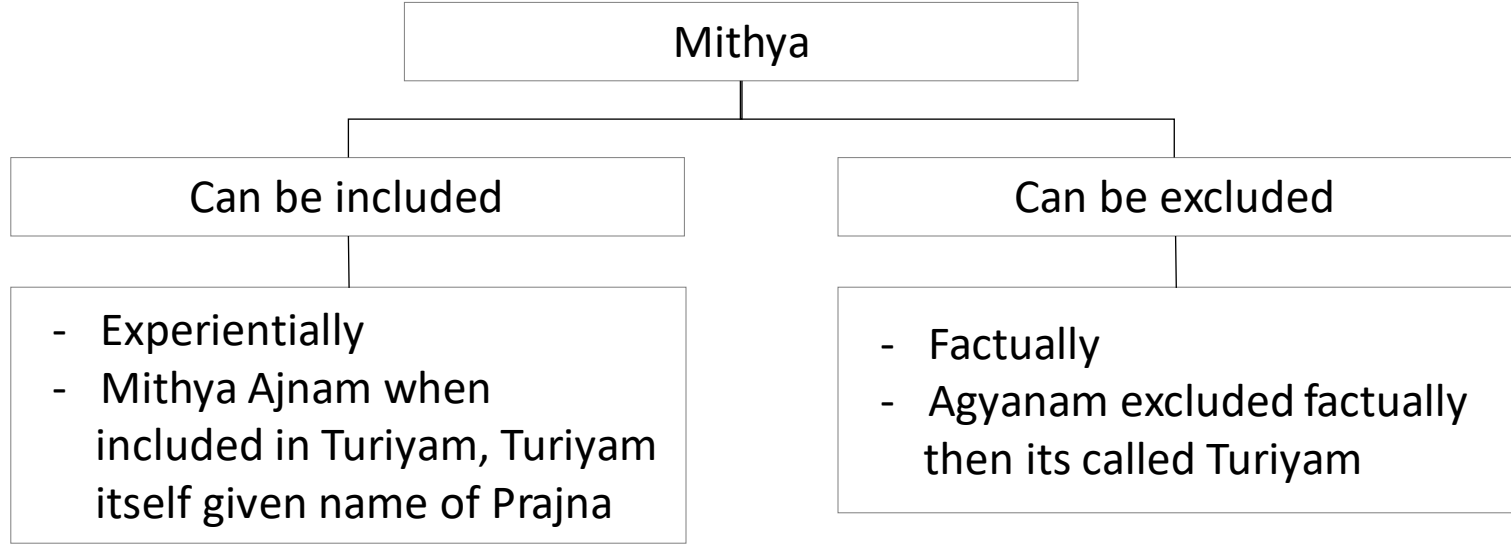 Mithya
Can be included
Can be excluded
- Experientially
- Mithya Ajnam when
included in Turiyam, Turiyam
itself given name of Prajna
- Factually
- Agyanam excluded factually
then its called Turiyam